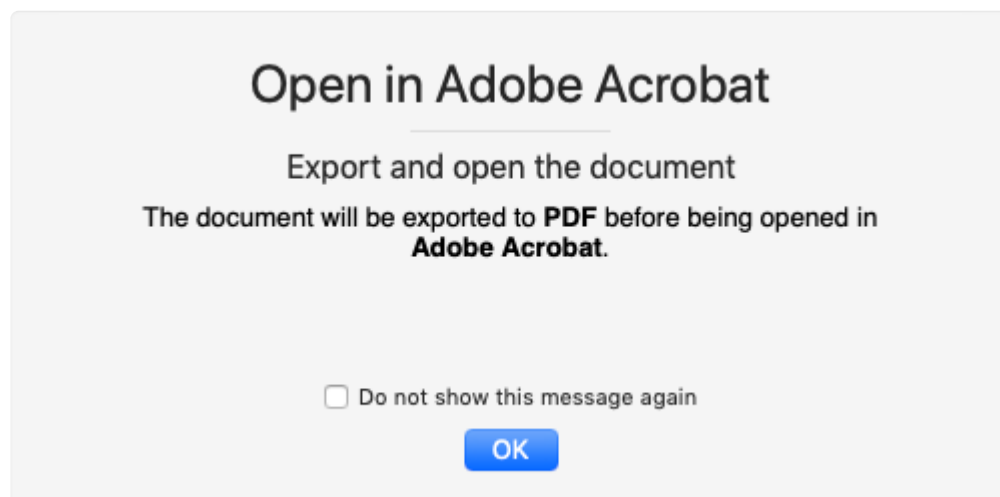 Open in Adobe Acrobat
Export and open the document
The document will be exported to PDF before being opened in
Adobe Acrobat.
Do not show this message again
OK